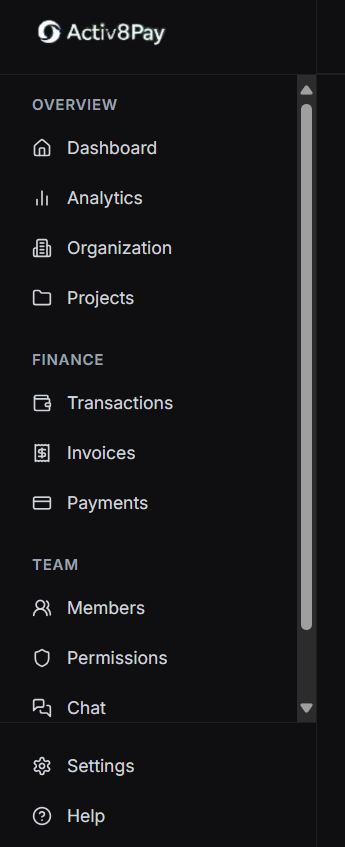 Activ8Pay
OVERVIEW
Dashboard
Analytics
Organization
Projects
FINANCE
Transactions
Invoices
Payments
TEAM
Members
Permissions
Chat
Settings
Help